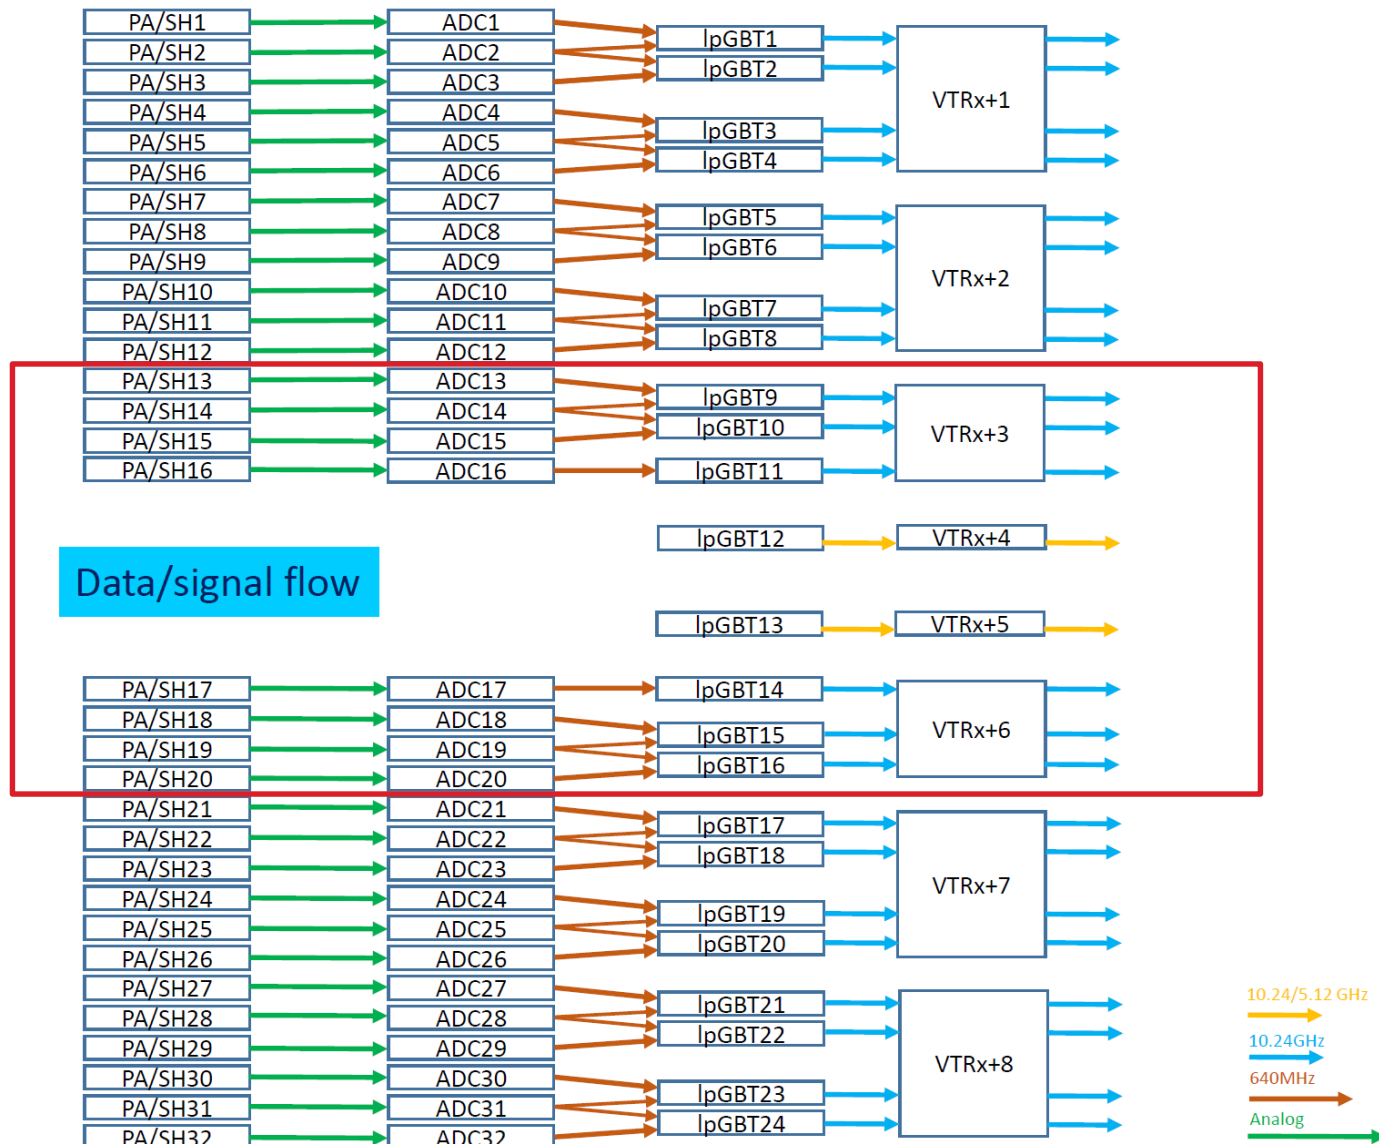 PA/SH1 ADC1 lpGBT1
PA/SH2 ADC2 lpGBT2
PA/SH3 ADC3 VTRx+1
PA/SH4 ADC4 lpGBT3
PA/SH5 ADC5 lpGBT4
PA/SH6 ADC6
PA/SH7 ADC7 lpGBT5
PA/SH8 ADC8 lpGBT6
PA/SH9 ADC9 VTRx+2
PA/SH10 ADC10 lpGBT7
PA/SH11 ADC11 lpGBT8
PA/SH12 ADC12
PA/SH13 ADC13 lpGBT9
PA/SH14 ADC14 lpGBT10 VTRx+3
PA/SH15 ADC15
PA/SH16 ADC16 lpGBT11
lpGBT12 VTRx+4
Data/signal flow
lpGBT13 VTRx+5
PA/SH17 ADC17 lpGBT14
PA/SH18 ADC18 lpGBT15 VTRx+6
PA/SH19 ADC19 lpGBT16
PA/SH20 ADC20
PA/SH21 ADC21 lpGBT17
PA/SH22 ADC22 lpGBT18
PA/SH23 ADC23 VTRx+7
PA/SH24 ADC24 lpGBT19
PA/SH25 ADC25 lpGBT20
PA/SH26 ADC26
PA/SH27 ADC27 lpGBT21
PA/SH28 ADC28 lpGBT22
PA/SH29 ADC29 VTRx+8
PA/SH30 ADC30 lpGBT23
PA/SH31 ADC31 lpGBT24
PA/SH32 ADC32
10.24/5.12 GHz
10.24GHz
640MHz
Analog